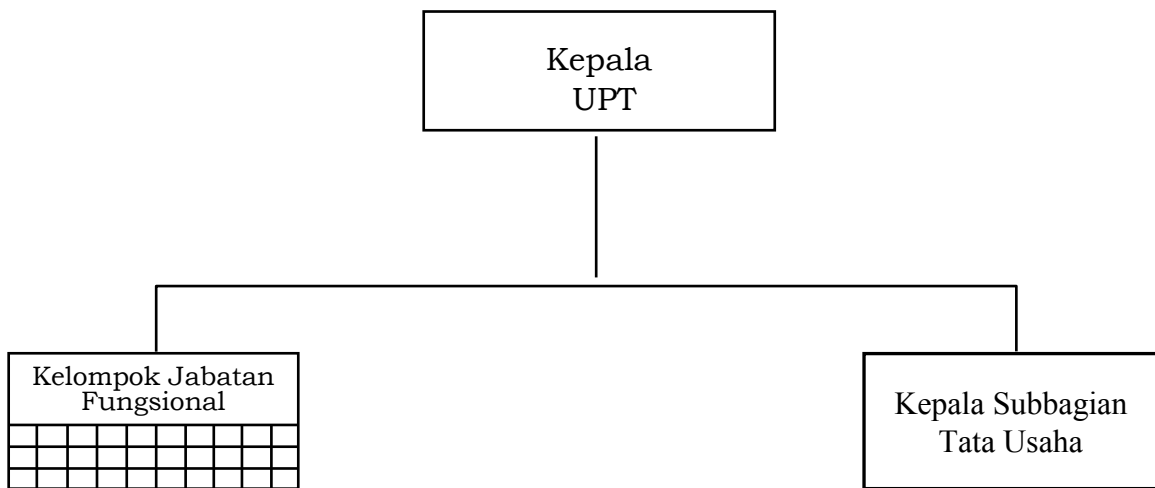 Kepala
UPT
Kelompok Jabatan
Fungsional
Kepala Subbagian
Tata Usaha